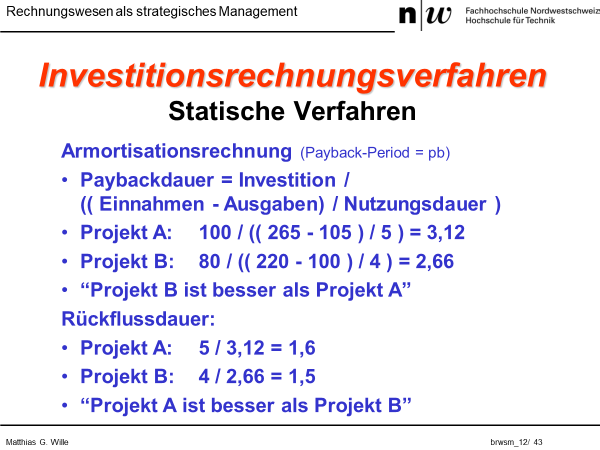 Rechnungswesen als strategisches Management
n|w Fachhochschule Nordwestschweiz
Hochschule für Technik
Investitionsrechnungsverfahren
Statische Verfahren
Armortisationsrechnung (Payback-Period = pb)
• Paybackdauer = Investition /
(( Einnahmen - Ausgaben) / Nutzungsdauer )
• Projekt A: 100 / (( 265 - 105 ) / 5 ) = 3,12
• Projekt B: 80 / (( 220 - 100 ) / 4 ) = 2,66
• “Projekt B ist besser als Projekt A”
Rückflussdauer:
• Projekt A: 5 / 3,12 = 1,6
• Projekt B: 4 / 2,66 = 1,5
• “Projekt A ist besser als Projekt B”
Matthias G. Wille brwsm_12/ 43